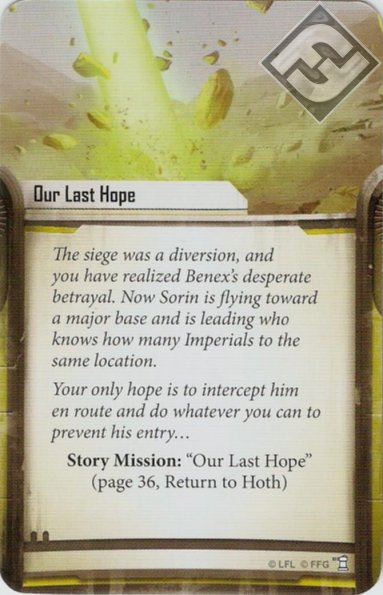 Our Last Hope
The siege was a diversion, and
you have realized Benex's desperate
betrayal. Now Sorin is flying toward
a major base and is leading who
knows how many Imperials to the
same location.
Your only hope is to intercept him
en route and do whatever you can to
prevent his entry…
Story Mission: “Our Last Hope”
(page 36, Return to Hoth)
© LFL © FFG